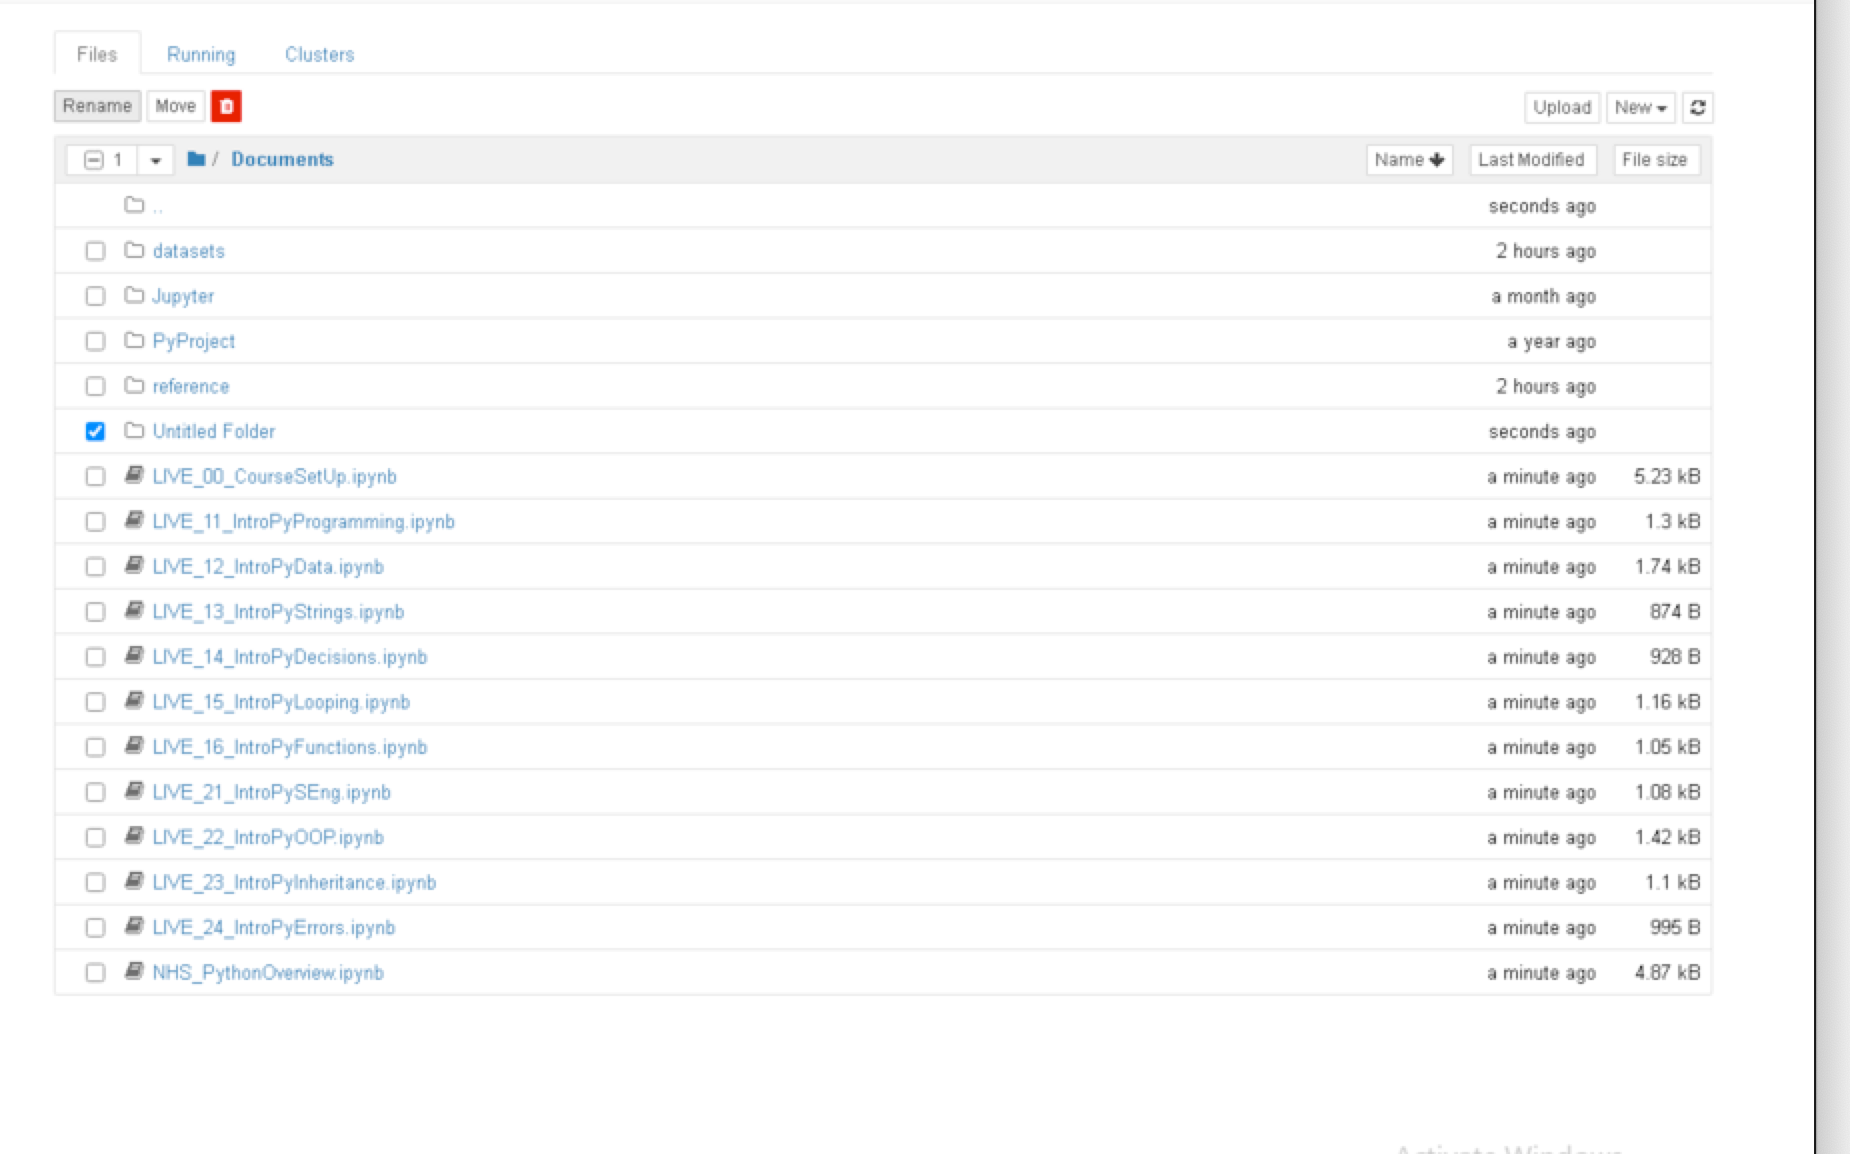 Files Running Clusters
Rename Move Upload New
1 / Documents Name Last Modified File size
.. seconds ago
datasets 2 hours ago
Jupyter a month ago
PyProject a year ago
reference 2 hours ago
Untitled Folder seconds ago
LIVE_00_CourseSetUp.ipynb a minute ago 5.23 kB
LIVE_11_IntroPyProgramming.ipynb a minute ago 1.3 kB
LIVE_12_IntroPyData.ipynb a minute ago 1.74 kB
LIVE_13_IntroPyStrings.ipynb a minute ago 874 B
LIVE_14_IntroPyDecisions.ipynb a minute ago 928 B
LIVE_15_IntroPyLooping.ipynb a minute ago 1.16 kB
LIVE_16_IntroPyFunctions.ipynb a minute ago 1.05 kB
LIVE_21_IntroPySEng.ipynb a minute ago 1.08 kB
LIVE_22_IntroPyOOP.ipynb a minute ago 1.42 kB
LIVE_23_IntroPyInheritance.ipynb a minute ago 1.1 kB
LIVE_24_IntroPyErrors.ipynb a minute ago 995 B
NHS_PythonOverview.ipynb a minute ago 4.87 kB
Activate Windows